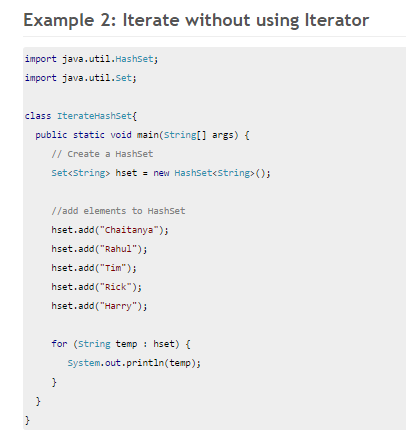 Example 2: Iterate without using Iterator
import java.util.HashSet;
import java.util.Set;
class IterateHashSet{
public static void main(String[] args) {
// Create a HashSet
Set<String> hset = new HashSet<String>();
//add elements to HashSet
hset.add("Chaitanya");
hset.add("Rahul");
hset.add("Tim");
hset.add("Rick");
hset.add("Harry");
for (String temp : hset) {
System.out.println(temp);
}
}
}